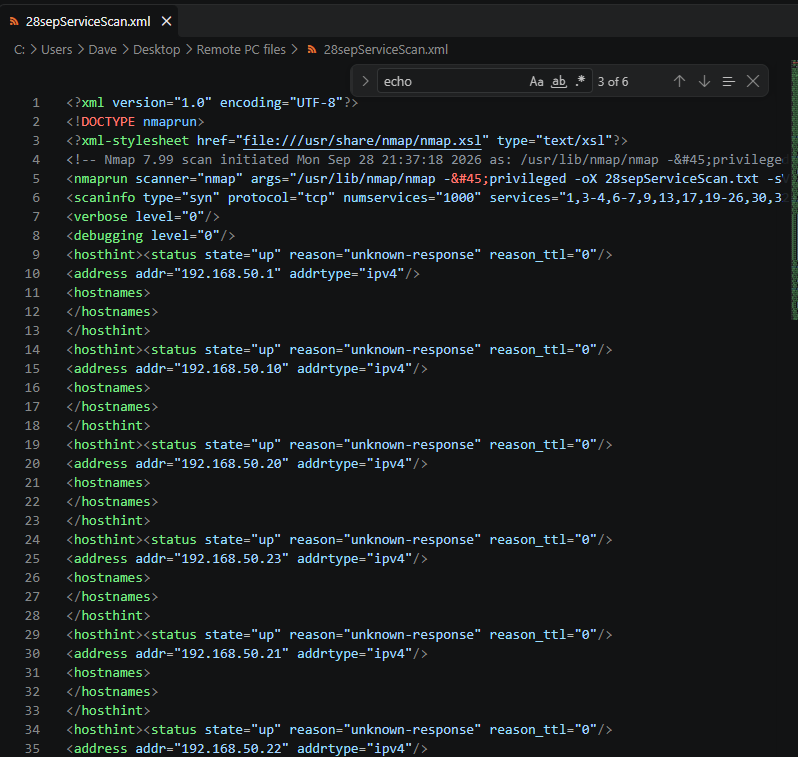 28sepServiceScan.xml
C: > Users > Dave > Desktop > Remote PC files > 28sepServiceScan.xml
echo Aa ab .* 3 of 6
1 <?xml version="1.0" encoding="UTF-8"?>
2 <!DOCTYPE nmaprun>
3 <?xml-stylesheet href="file:///usr/share/nmap/nmap.xsl" type="text/xsl"?>
4 <!-- Nmap 7.99 scan initiated Mon Sep 28 21:37:18 2026 as: /usr/lib/nmap/nmap -&#45;privileged
5 <nmaprun scanner="nmap" args="/usr/lib/nmap/nmap -&#45;privileged -oX 28sepServiceScan.txt -sV
6 <scaninfo type="syn" protocol="tcp" numservices="1000" services="1,3-4,6-7,9,13,17,19-26,30,32
7 <verbose level="0"/>
8 <debugging level="0"/>
9 <hosthint><status state="up" reason="unknown-response" reason_ttl="0"/>
10 <address addr="192.168.50.1" addrtype="ipv4"/>
11 <hostnames>
12 </hostnames>
13 </hosthint>
14 <hosthint><status state="up" reason="unknown-response" reason_ttl="0"/>
15 <address addr="192.168.50.10" addrtype="ipv4"/>
16 <hostnames>
17 </hostnames>
18 </hosthint>
19 <hosthint><status state="up" reason="unknown-response" reason_ttl="0"/>
20 <address addr="192.168.50.20" addrtype="ipv4"/>
21 <hostnames>
22 </hostnames>
23 </hosthint>
24 <hosthint><status state="up" reason="unknown-response" reason_ttl="0"/>
25 <address addr="192.168.50.23" addrtype="ipv4"/>
26 <hostnames>
27 </hostnames>
28 </hosthint>
29 <hosthint><status state="up" reason="unknown-response" reason_ttl="0"/>
30 <address addr="192.168.50.21" addrtype="ipv4"/>
31 <hostnames>
32 </hostnames>
33 </hosthint>
34 <hosthint><status state="up" reason="unknown-response" reason_ttl="0"/>
35 <address addr="192.168.50.22" addrtype="ipv4"/>